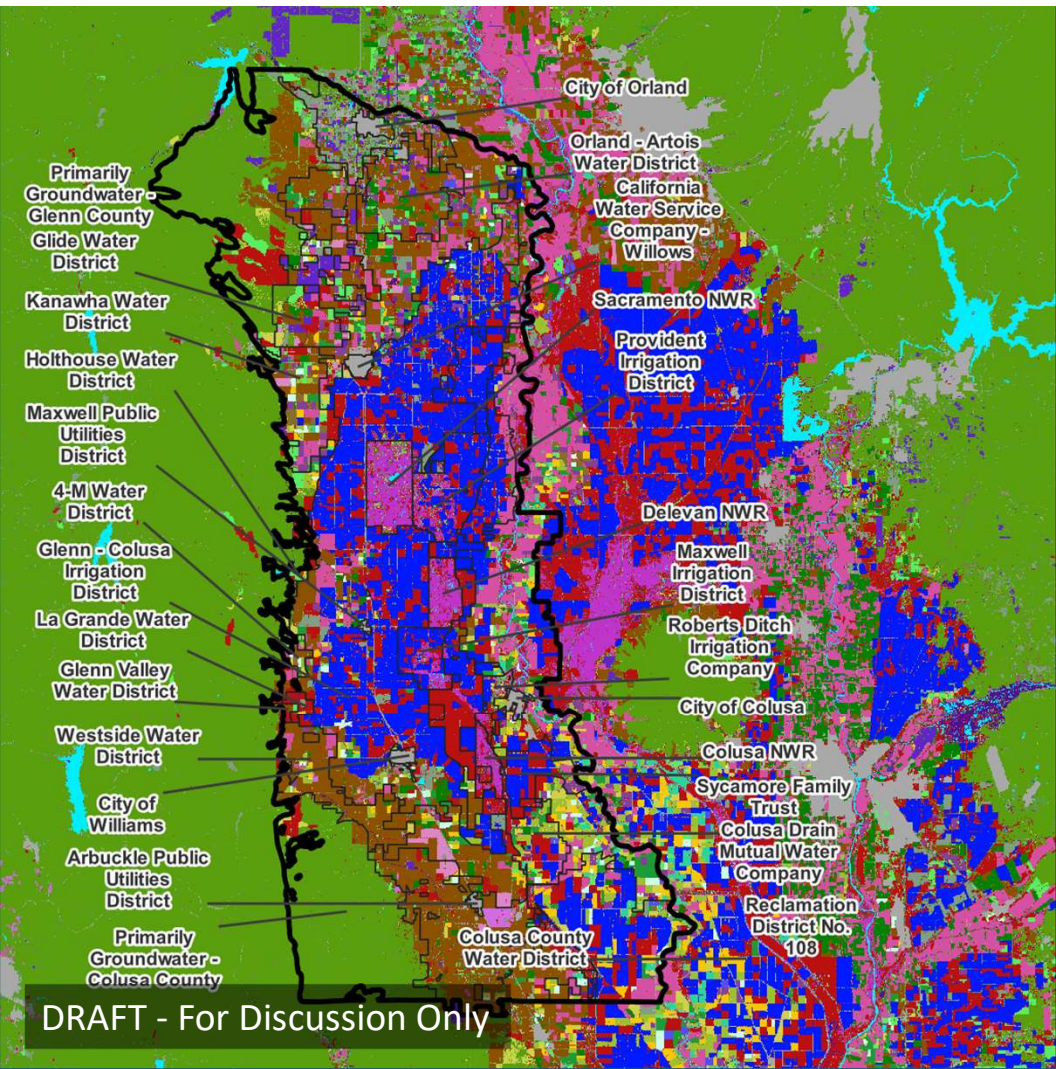 City of Orland
Orland - Artois
Water District
California
Water Service
Company -
Willows
Sacramento NWR
Provident
Irrigation
District
Delevan NWR
Maxwell
Irrigation
District
Roberts Ditch
Irrigation
Company
City of Colusa
Colusa NWR
Sycamore Family
Trust
Colusa Drain
Mutual Water
Company
Reclamation
District No.
108
Primarily
Groundwater -
Glenn County
Glide Water
District
Kanawha Water
District
Holthouse Water
District
Maxwell Public
Utilities
District
4-M Water
District
Glenn - Colusa
Irrigation
District
La Grande Water
District
Glenn Valley
Water District
Westside Water
District
City of
Williams
Arbuckle Public
Utilities
District
Primarily
Groundwater -
Colusa County
Colusa County
Water District
DRAFT - For Discussion Only